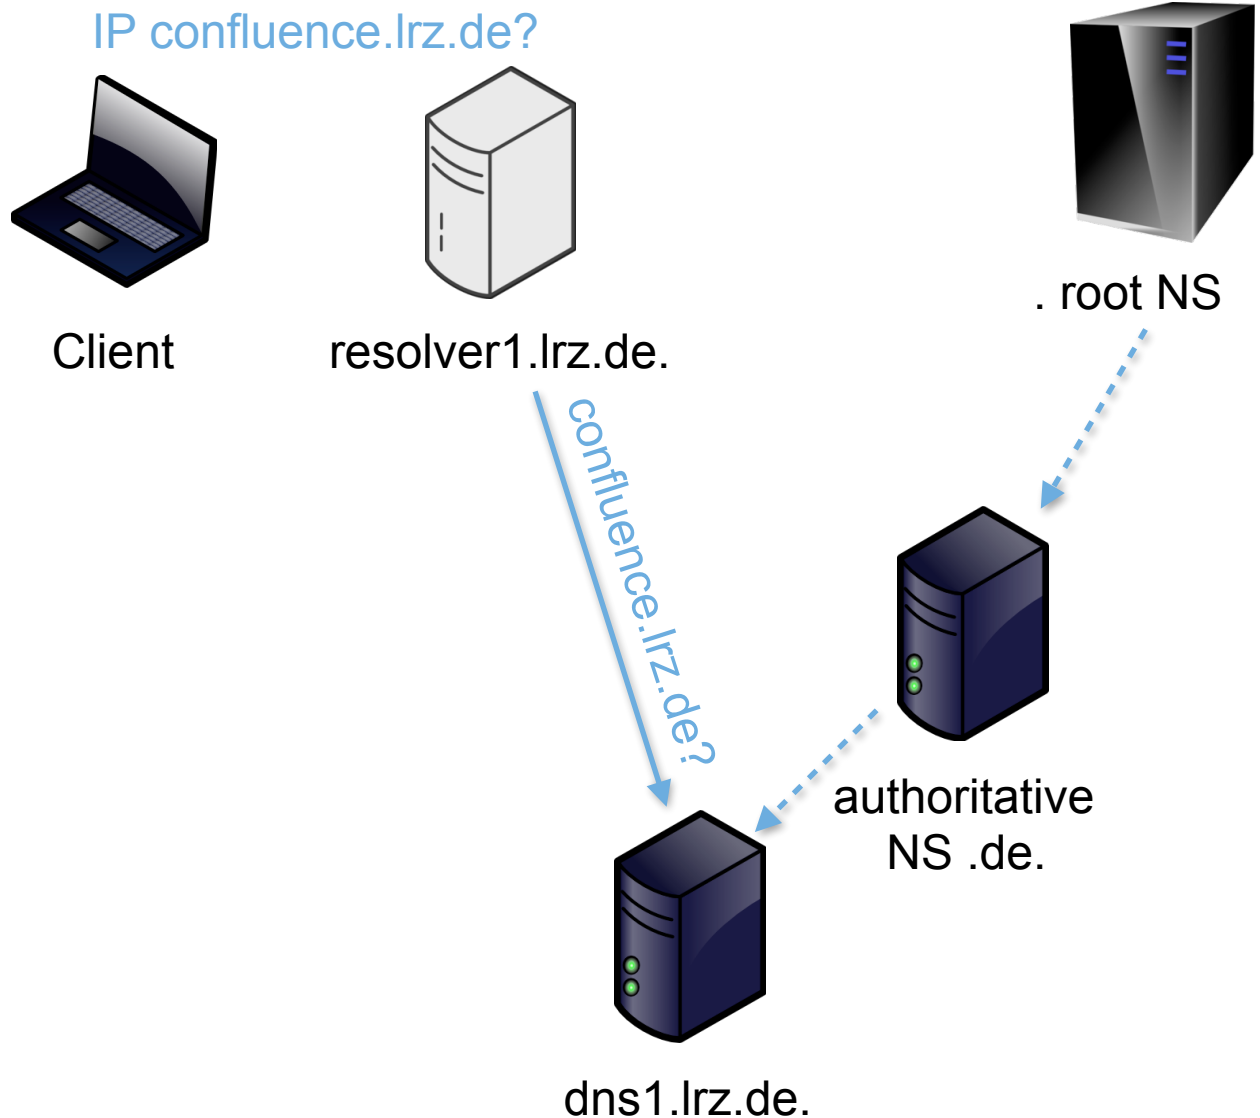 IP confluence.lrz.de?
. root NS
Client
resolver1.lrz.de.
confluence.lrz.de?
authoritative
NS .de.
dns1.lrz.de.